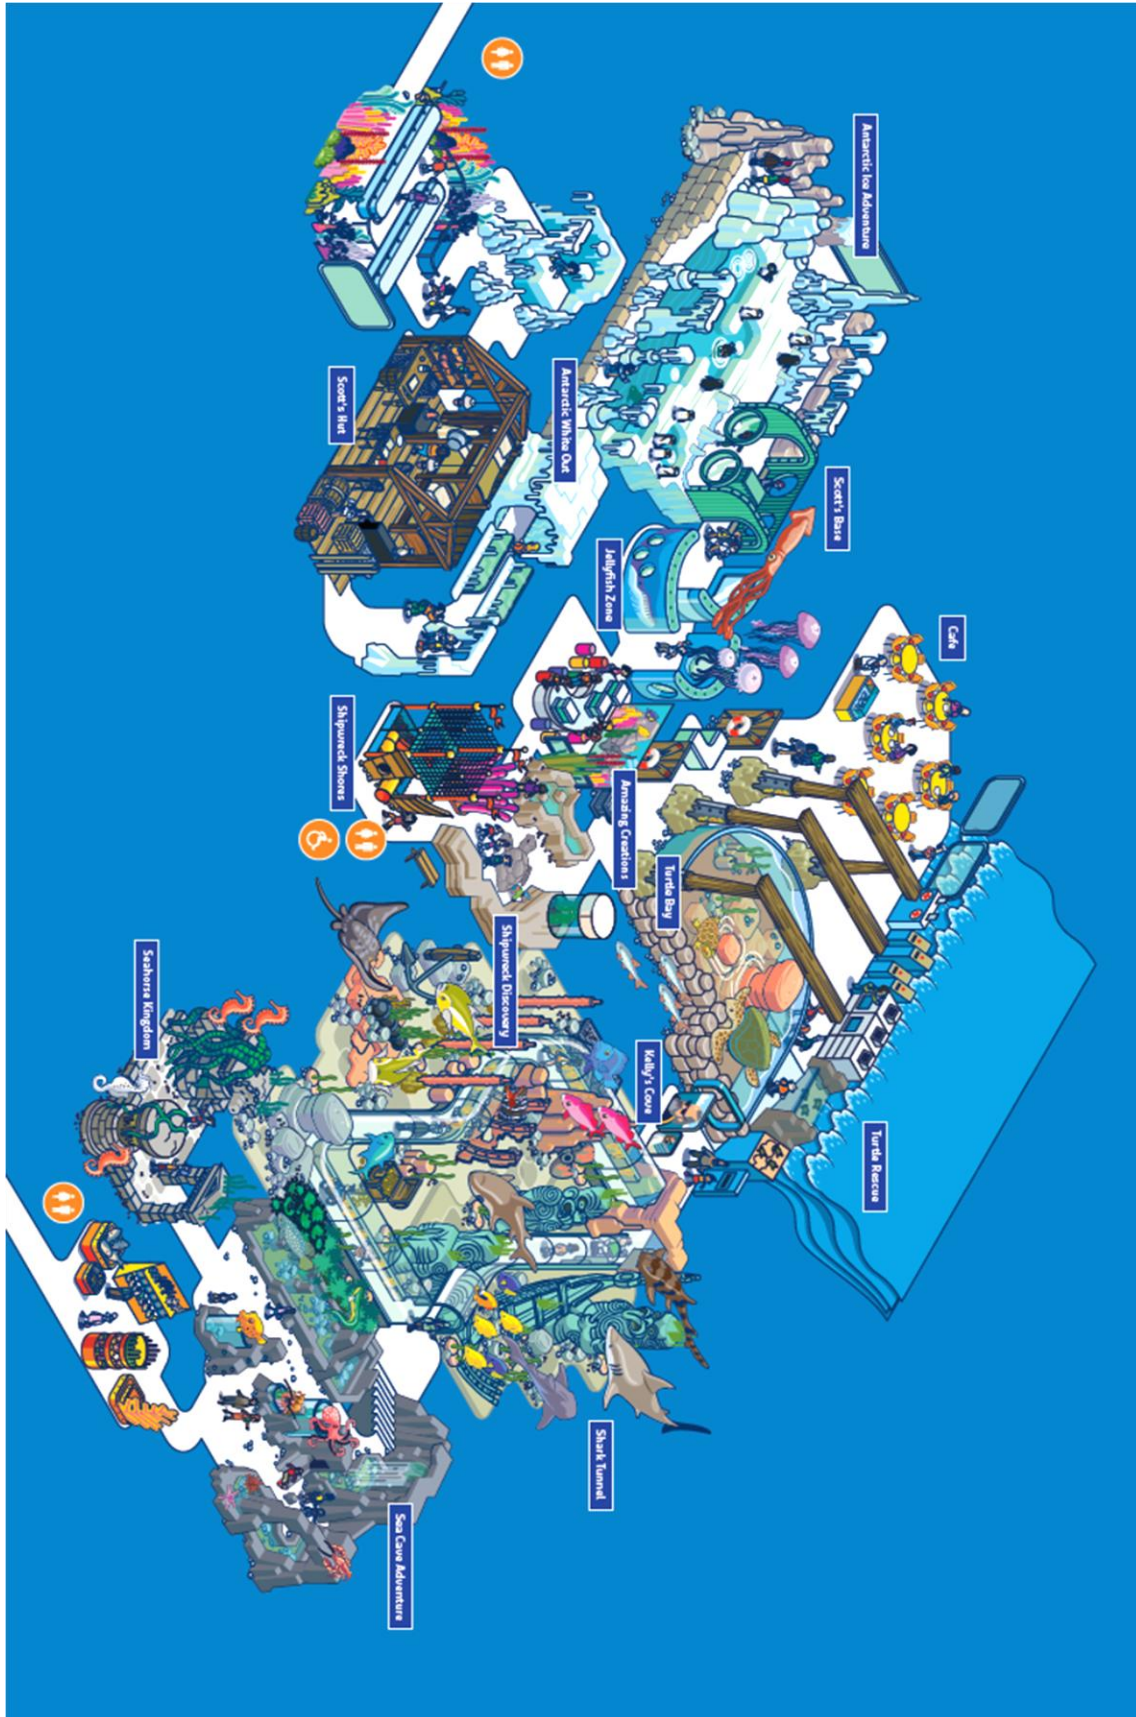 Cafe
Antarctic Ice Adventure
Turtle Rescue
Scott's Base
Turtle Bay
Kelly's Cove
Amazing Creations
Jellyfish Zone
Shark Tunnel
Antarctic White Out
Shipwreck Discovery
Sea Cave Adventure
Scott's Hut
Shipwreck Shores
Seahorse Kingdom